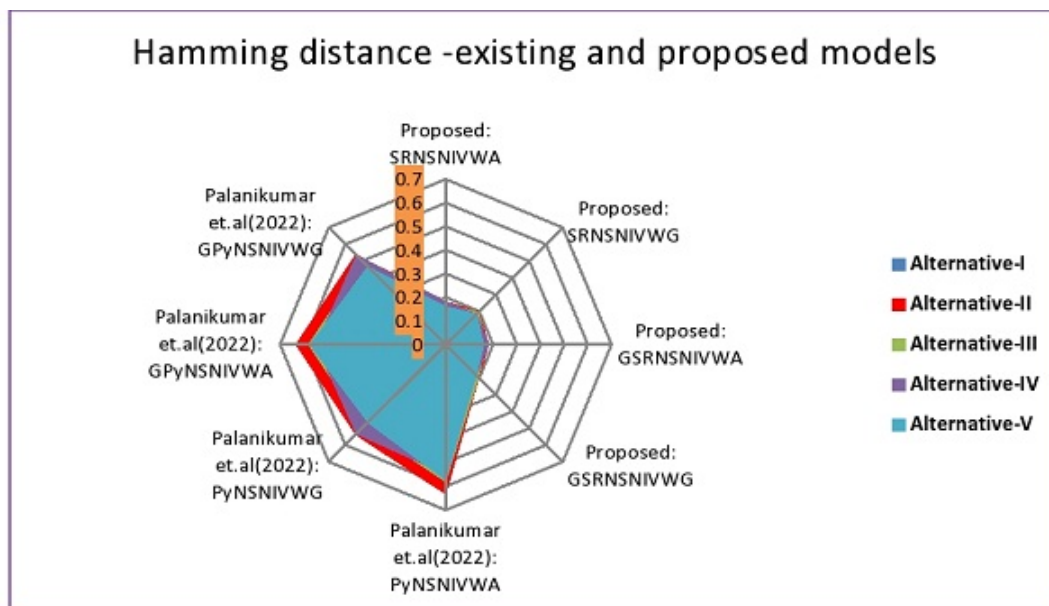 Hamming distance -existing and proposed models
Proposed:
SRNSNIVWA
Proposed:
SRNSNIVWG
Proposed:
GSRNSNIVWA
Proposed:
GSRNSNIVWG
Palanikumar
et.al(2022):
PyNSNIVWA
Palanikumar
et.al(2022):
PyNSNIVWG
Palanikumar
et.al(2022):
GPyNSNIVWA
Palanikumar
et.al(2022):
GPyNSNIVWG
0.7
0.6
0.5
0.4
0.3
0.2
0.1
0
Alternative-I
Alternative-II
Alternative-III
Alternative-IV
Alternative-V